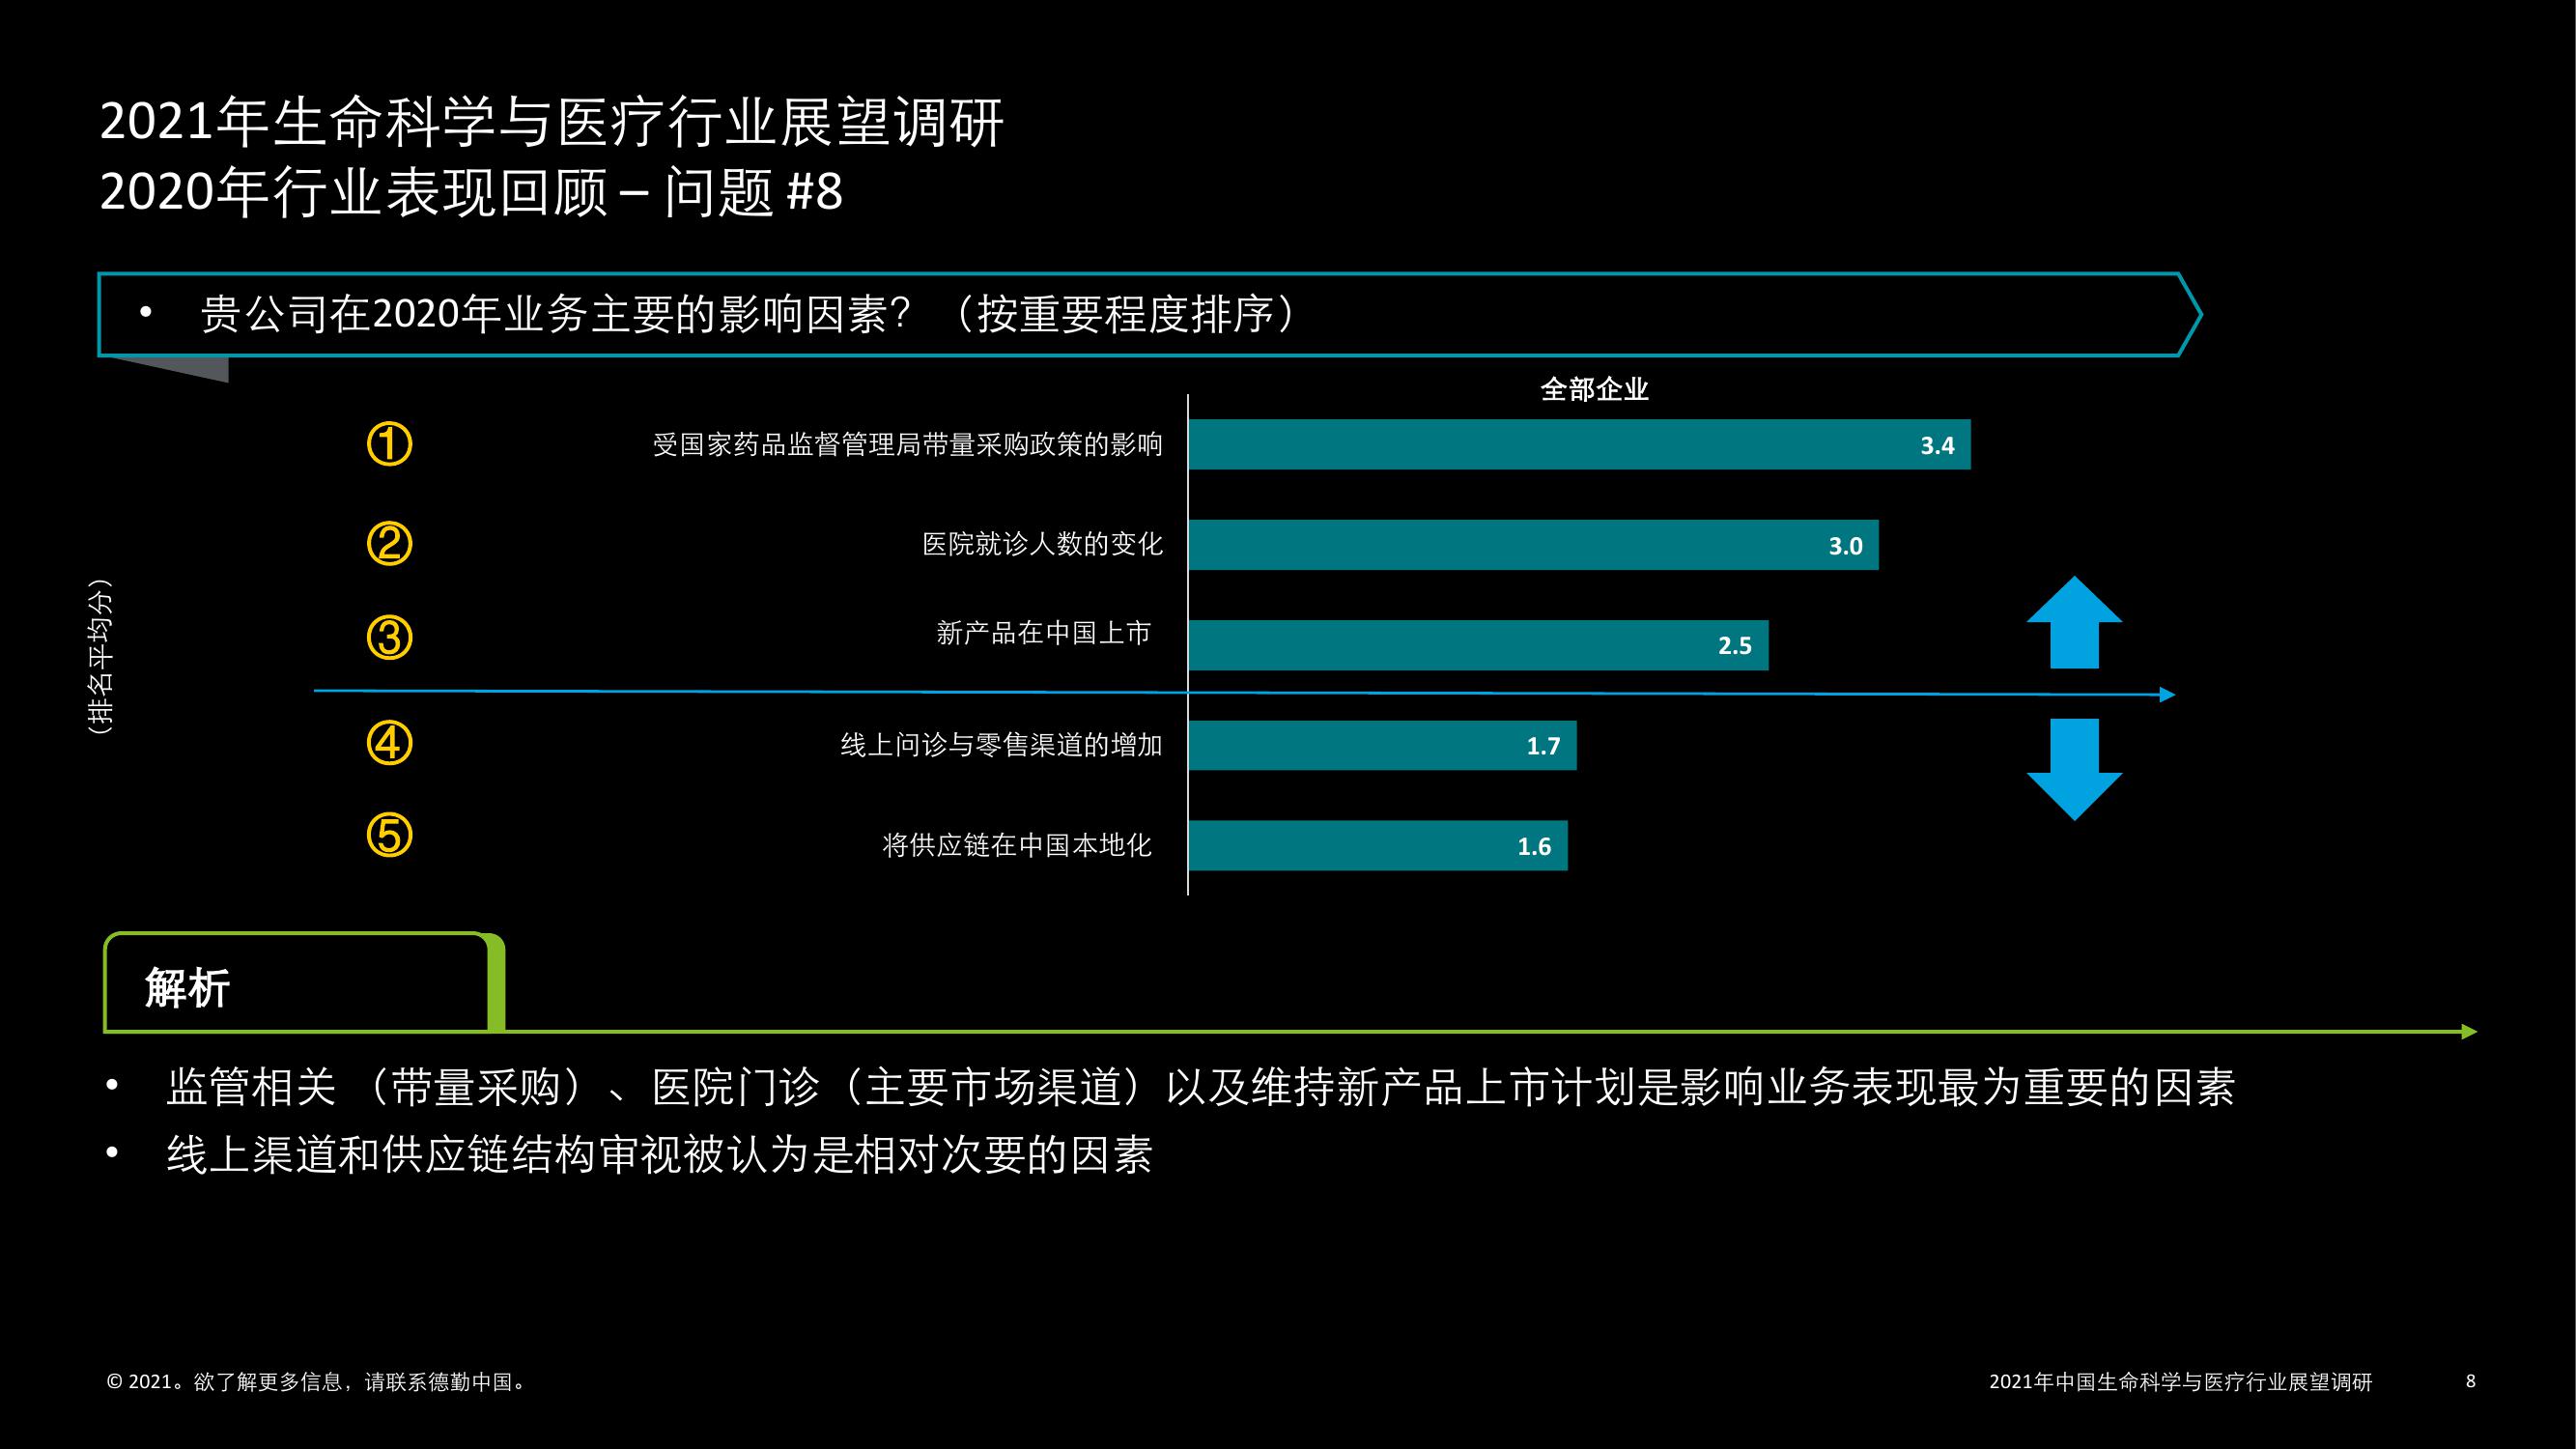 2021年生命科学与医疗行业展望调研
2020年行业表现回顾 – 问题 #8
• 贵公司在2020年业务主要的影响因素？（按重要程度排序）
全部企业
（排名平均分）
① 受国家药品监督管理局带量采购政策的影响 3.4
② 医院就诊人数的变化 3.0
③ 新产品在中国上市 2.5
④ 线上问诊与零售渠道的增加 1.7
⑤ 将供应链在中国本地化 1.6
解析
• 监管相关 （带量采购）、医院门诊（主要市场渠道）以及维持新产品上市计划是影响业务表现最为重要的因素
• 线上渠道和供应链结构审视被认为是相对次要的因素
© 2021。欲了解更多信息，请联系德勤中国。
2021年中国生命科学与医疗行业展望调研 8